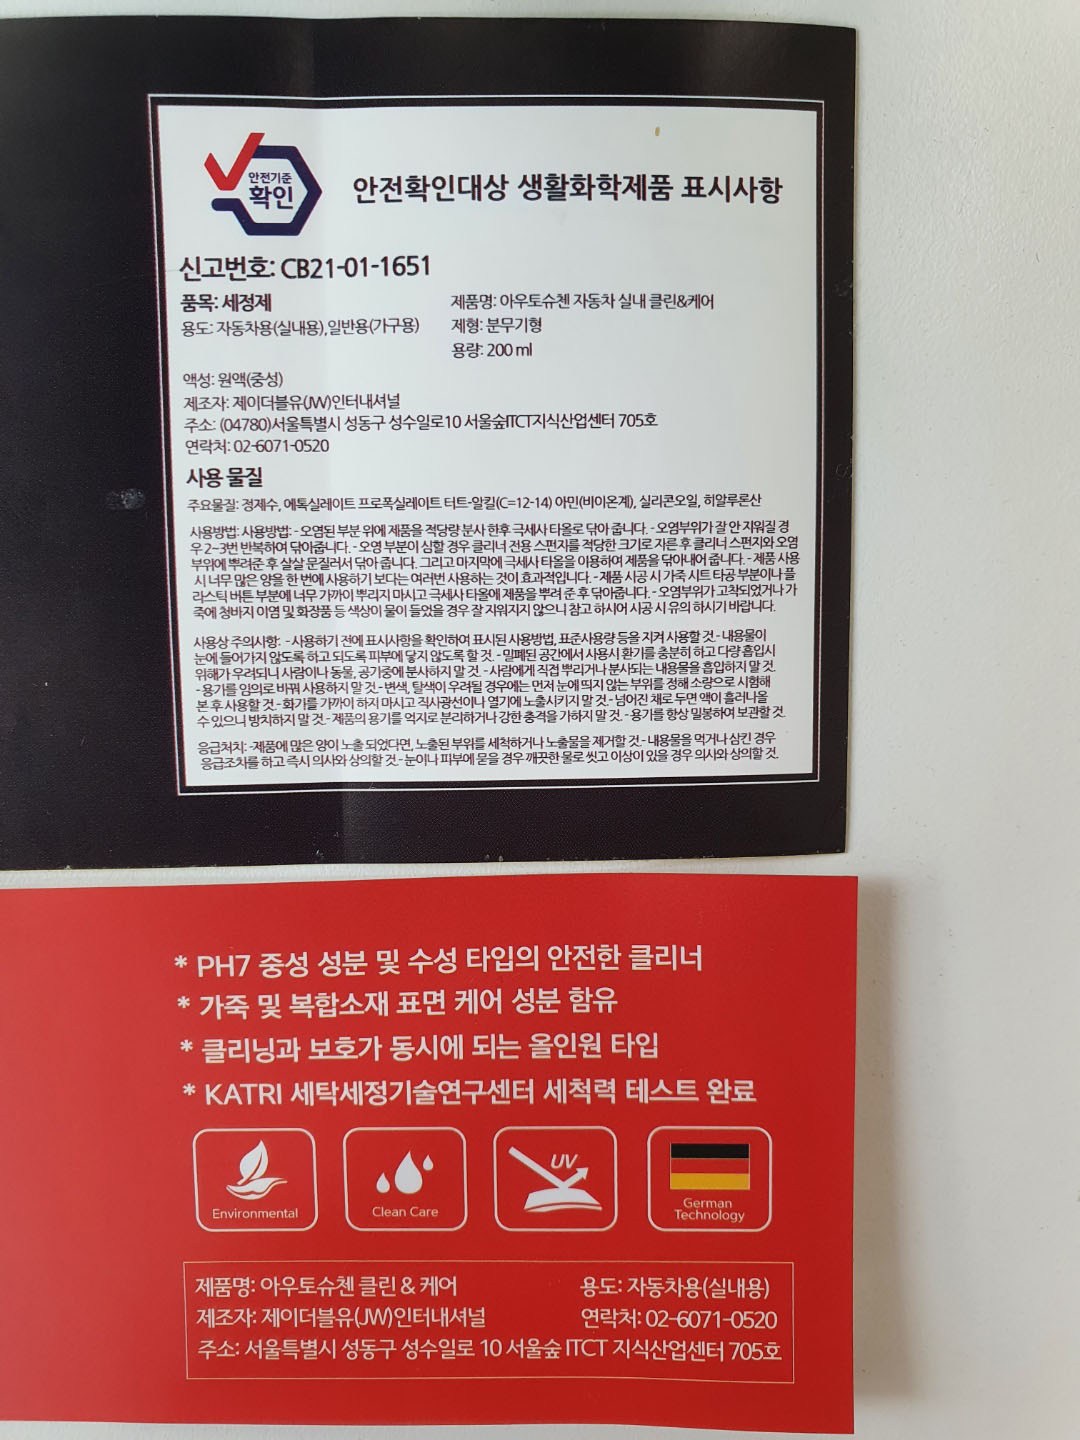 안전기준
확인
안전확인대상 생활화학제품 표시사항
신고번호: CB21-01-1651
품목: 세정제
용도: 자동차용(실내용),일반용(가구용)
제품명: 아우토슈첸 자동차 실내 클린&케어
제형: 분무기형
용량: 200 ml
액성: 원액(중성)
제조자: 제이더블유(JW)인터내셔널
주소: (04780)서울특별시 성동구 성수일로10 서울숲ITCT지식산업센터 705호
연락처: 02-6071-0520
사용 물질
주요물질: 정제수, 에톡실레이트 프로폭실레이트 터트-알킬(C=12-14) 아민(비이온계), 실리콘오일, 히알루론산
사용방법: 사용방법: - 오염된 부분 위에 제품을 적당량 분사 한후 극세사 타올로 닦아 줍니다. - 오염부위가 잘 안 지워질 경
우 2~3번 반복하여 닦아줍니다. - 오염 부분이 심할 경우 클리너 전용 스펀지를 적당한 크기로 자른 후 클리너 스펀지와 오염
부위에 뿌려준 후 살살 문질러서 닦아 줍니다. 그리고 마지막에 극세사 타올을 이용하여 제품을 닦아내어 줍니다. - 제품 사용
시 너무 많은 양을 한 번에 사용하기 보다는 여러번 사용하는 것이 효과적입니다. - 제품 시공 시 가죽 시트 타공 부분이나 플
라스틱 버튼 부분에 너무 가까이 뿌리지 마시고 극세사 타올에 제품을 뿌려 준 후 닦아줍니다. - 오염부위가 고착되었거나 가
죽에 청바지 이염 및 화장품 등 색상이 물이 들었을 경우 잘 지워지지 않으니 참고 하시어 시공 시 유의 하시기 바랍니다.
사용상 주의사항: - 사용하기 전에 표시사항을 확인하여 표시된 사용방법, 표준사용량 등을 지켜 사용할 것. - 내용물이
눈에 들어가지 않도록 하고 되도록 피부에 닿지 않도록 할 것. - 밀폐된 공간에서 사용시 환기를 충분히 하고 다량 흡입시
위해가 우려되니 사람이나 동물, 공기중에 분사하지 말 것. - 사람에게 직접 뿌리거나 분사되는 내용물을 흡입하지 말 것.
- 용기를 임의로 바꿔 사용하지 말 것.- 변색, 탈색이 우려될 경우에는 먼저 눈에 띄지 않는 부위를 정해 소량으로 시험해
본 후 사용할 것. - 화기를 가까이 하지 마시고 직사광선이나 열기에 노출시키지 말 것. - 넘어진 채로 두면 액이 흘러나올
수 있으니 방치하지 말 것. - 제품의 용기를 억지로 분리하거나 강한 충격을 가하지 말 것. - 용기를 항상 밀봉하여 보관할 것.
응급처치: -제품에 많은 양이 노출 되었다면, 노출된 부위를 세척하거나 노출물을 제거할 것. - 내용물을 먹거나 삼킨 경우
응급조치를 하고 즉시 의사와 상의할 것. - 눈이나 피부에 묻을 경우 깨끗한 물로 씻고 이상이 있을 경우 의사와 상의할 것.
* PH7 중성 성분 및 수성 타입의 안전한 클리너
* 가죽 및 복합소재 표면 케어 성분 함유
* 클리닝과 보호가 동시에 되는 올인원 타입
* KATRI 세탁세정기술연구센터 세척력 테스트 완료
Environmental
Clean Care
UV
German
Technology
제품명: 아우토슈첸 클린 & 케어
용도: 자동차용(실내용)
제조자: 제이더블유(JW)인터내셔널
연락처: 02-6071-0520
주소: 서울특별시 성동구 성수일로 10 서울숲 ITCT 지식산업센터 705호